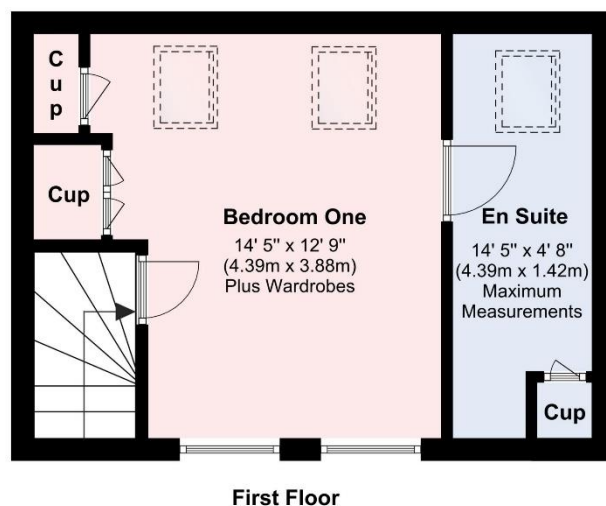 Cup
Cup
Bedroom One
14' 5" x 12' 9"
(4.39m x 3.88m)
Plus Wardrobes
En Suite
14' 5" x 4' 8"
(4.39m x 1.42m)
Maximum
Measurements
Cup
First Floor